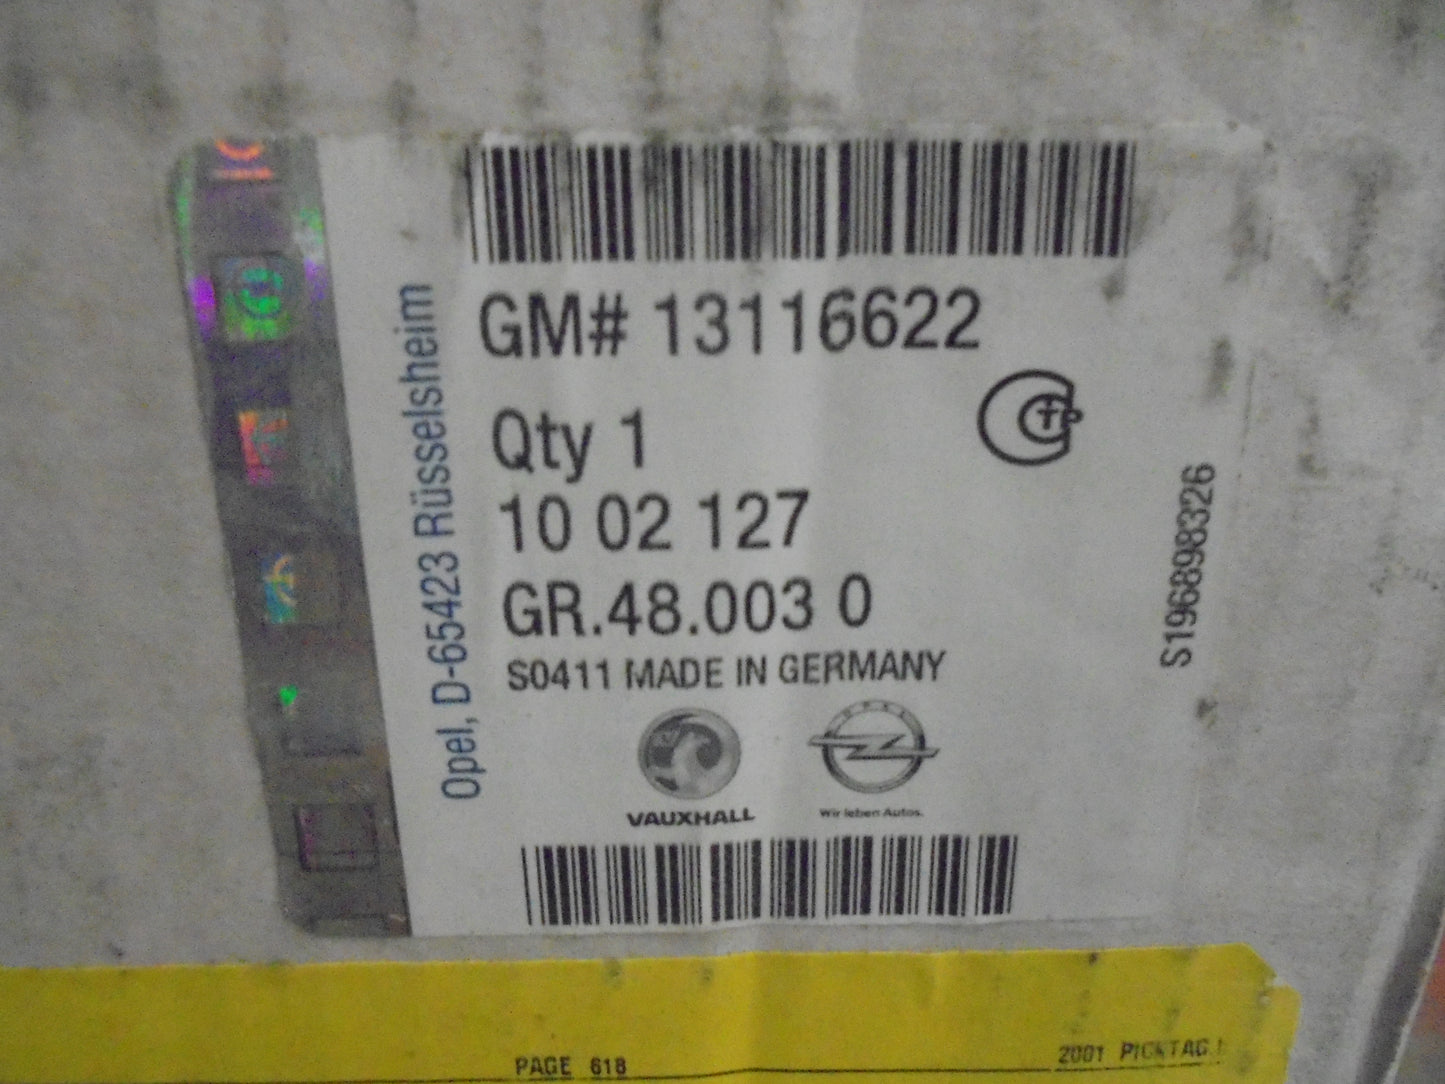 GM# 13116622
Qty 1
10 02 127
GR.48.003 0
S0411 MADE IN GERMANY
VAUXHALL
OPEL
Wir leben Autos.
Opel, D-65423 Rüsselsheim
S196898326
PAGE 618
2001 PICKTAG